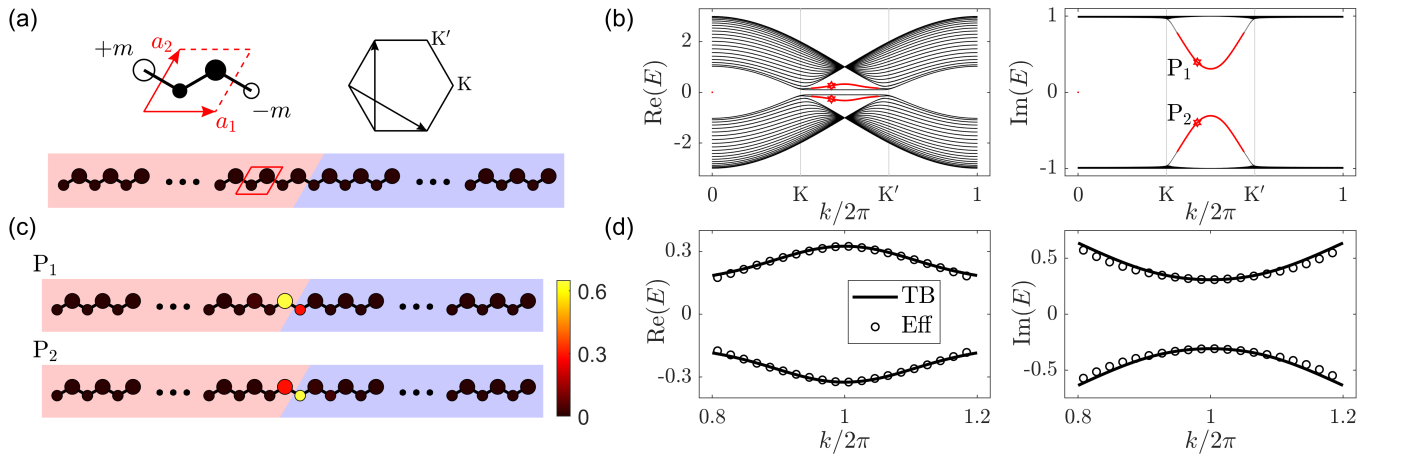 (a)
+m
a₂
a₁
−m
K′
K
(b)
Re(E)
2
0
-2
0
K
K′
1
k/2π
Im(E)
1
0
-1
P₁
P₂
0
K
K′
1
k/2π
(c)
P₁
P₂
0.6
0.3
0
(d)
Re(E)
0.3
0
-0.3
TB
Eff
0.8
1
1.2
k/2π
Im(E)
0.5
0
-0.5
0.8
1
1.2
k/2π